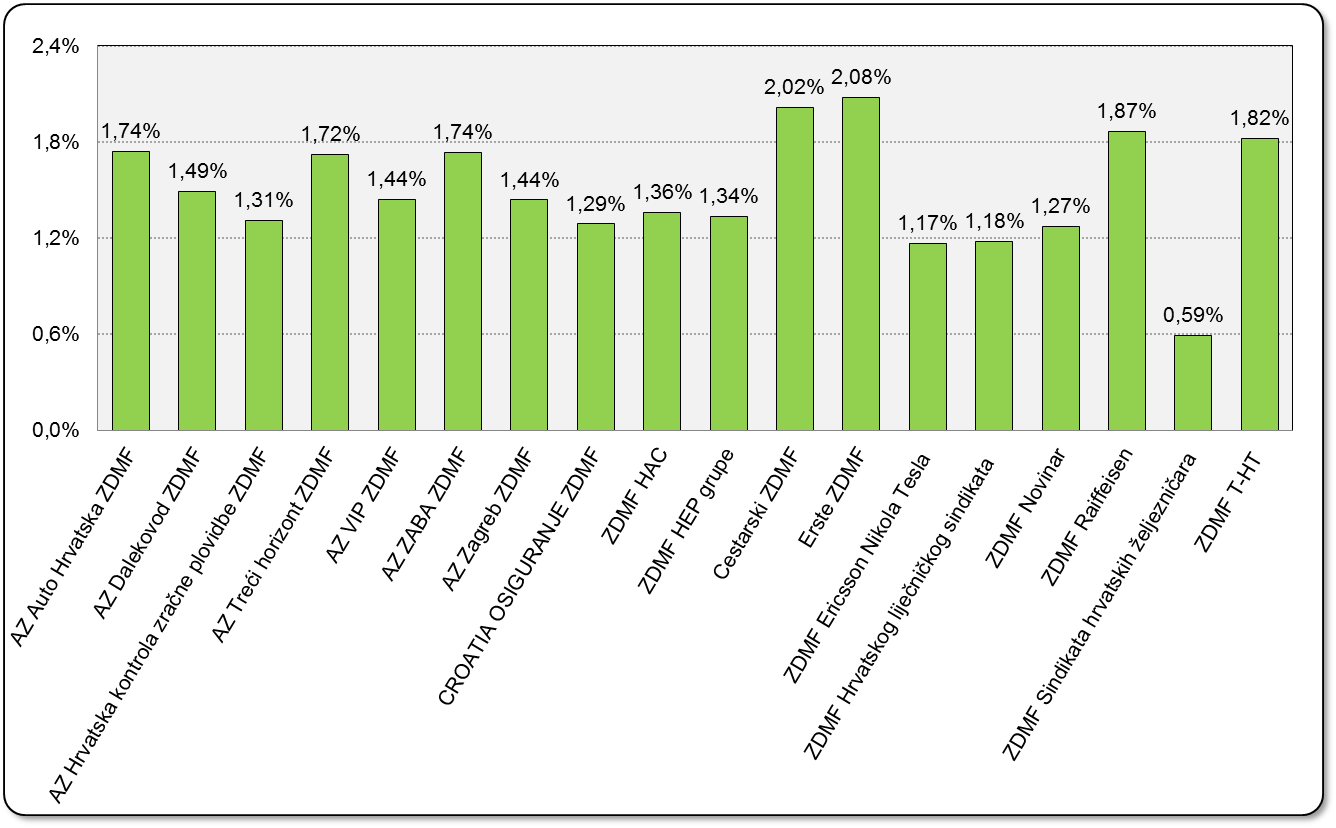 2,4%
1,8%
1,2%
0,6%
0,0%
1,74%
1,49%
1,31%
1,72%
1,44%
1,74%
1,44%
1,29%
1,36%
1,34%
2,02%
2,08%
1,17%
1,18%
1,27%
1,87%
0,59%
1,82%
AZ Auto Hrvatska ZDMF
AZ Dalekovod ZDMF
AZ Hrvatska kontrola zračne plovidbe ZDMF
AZ Treći horizont ZDMF
AZ VIP ZDMF
AZ ZABA ZDMF
AZ Zagreb ZDMF
CROATIA OSIGURANJE ZDMF
ZDMF HAC
ZDMF HEP grupe
Cestarski ZDMF
Erste ZDMF
ZDMF Ericsson Nikola Tesla
ZDMF Hrvatskog liječničkog sindikata
ZDMF Novinar
ZDMF Raiffeisen
ZDMF Sindikata hrvatskih željezničara
ZDMF T-HT